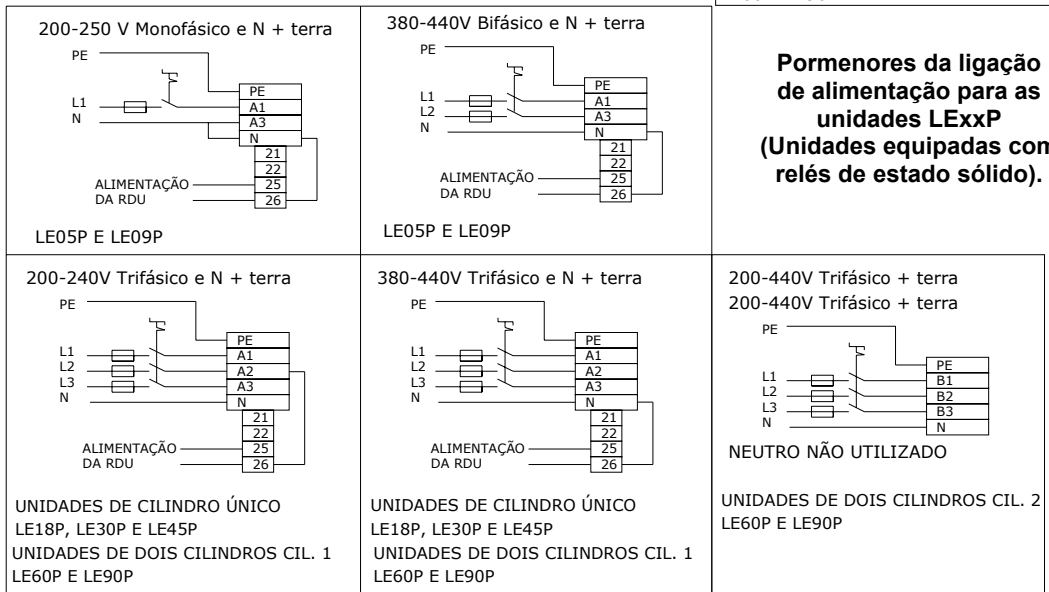 200-250 V Monofásico e N + terra
PE
L1
N
PE
A1
A3
N
21
22
25
26
ALIMENTAÇÃO
DA RDU
LE05P E LE09P
380-440V Bifásico e N + terra
PE
L1
L2
N
PE
A1
A3
N
21
22
25
26
ALIMENTAÇÃO
DA RDU
LE05P E LE09P
Pormenores da ligação
de alimentação para as
unidades LExxP
(Unidades equipadas com
relés de estado sólido).
200-240V Trifásico e N + terra
PE
L1
L2
L3
N
PE
A1
A2
A3
N
21
22
25
26
ALIMENTAÇÃO
DA RDU
UNIDADES DE CILINDRO ÚNICO
LE18P, LE30P E LE45P
UNIDADES DE DOIS CILINDROS CIL. 1
LE60P E LE90P
380-440V Trifásico e N + terra
PE
L1
L2
L3
N
PE
A1
A2
A3
N
21
22
25
26
ALIMENTAÇÃO
DA RDU
UNIDADES DE CILINDRO ÚNICO
LE18P, LE30P E LE45P
UNIDADES DE DOIS CILINDROS CIL. 1
LE60P E LE90P
200-440V Trifásico + terra
200-440V Trifásico + terra
PE
L1
L2
L3
N
PE
B1
B2
B3
N
NEUTRO NÃO UTILIZADO
UNIDADES DE DOIS CILINDROS CIL. 2
LE60P E LE90P